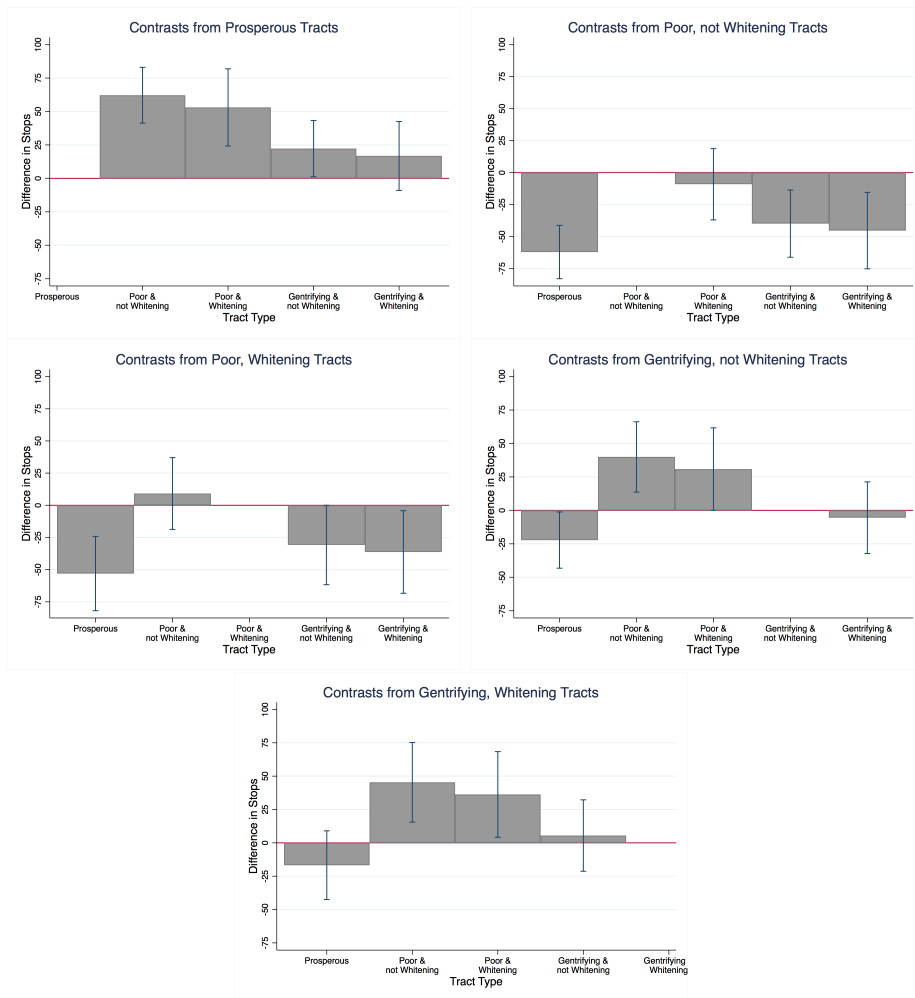 Contrasts from Prosperous Tracts
Difference in Stops
100
75
50
25
0
-25
-50
-75
Prosperous
Poor &
not Whitening
Poor &
Whitening
Gentrifying &
not Whitening
Gentrifying &
Whitening
Tract Type
Contrasts from Poor, not Whitening Tracts
Difference in Stops
100
75
50
25
0
-25
-50
-75
Prosperous
Poor &
not Whitening
Poor &
Whitening
Gentrifying &
not Whitening
Gentrifying &
Whitening
Tract Type
Contrasts from Poor, Whitening Tracts
Difference in Stops
100
75
50
25
0
-25
-50
-75
Prosperous
Poor &
not Whitening
Poor &
Whitening
Gentrifying &
not Whitening
Gentrifying &
Whitening
Tract Type
Contrasts from Gentrifying, not Whitening Tracts
Difference in Stops
100
75
50
25
0
-25
-50
-75
Prosperous
Poor &
not Whitening
Poor &
Whitening
Gentrifying &
not Whitening
Gentrifying &
Whitening
Tract Type
Contrasts from Gentrifying, Whitening Tracts
Difference in Stops
100
75
50
25
0
-25
-50
-75
Prosperous
Poor &
not Whitening
Poor &
Whitening
Gentrifying &
not Whitening
Gentrifying
Whitening
Tract Type